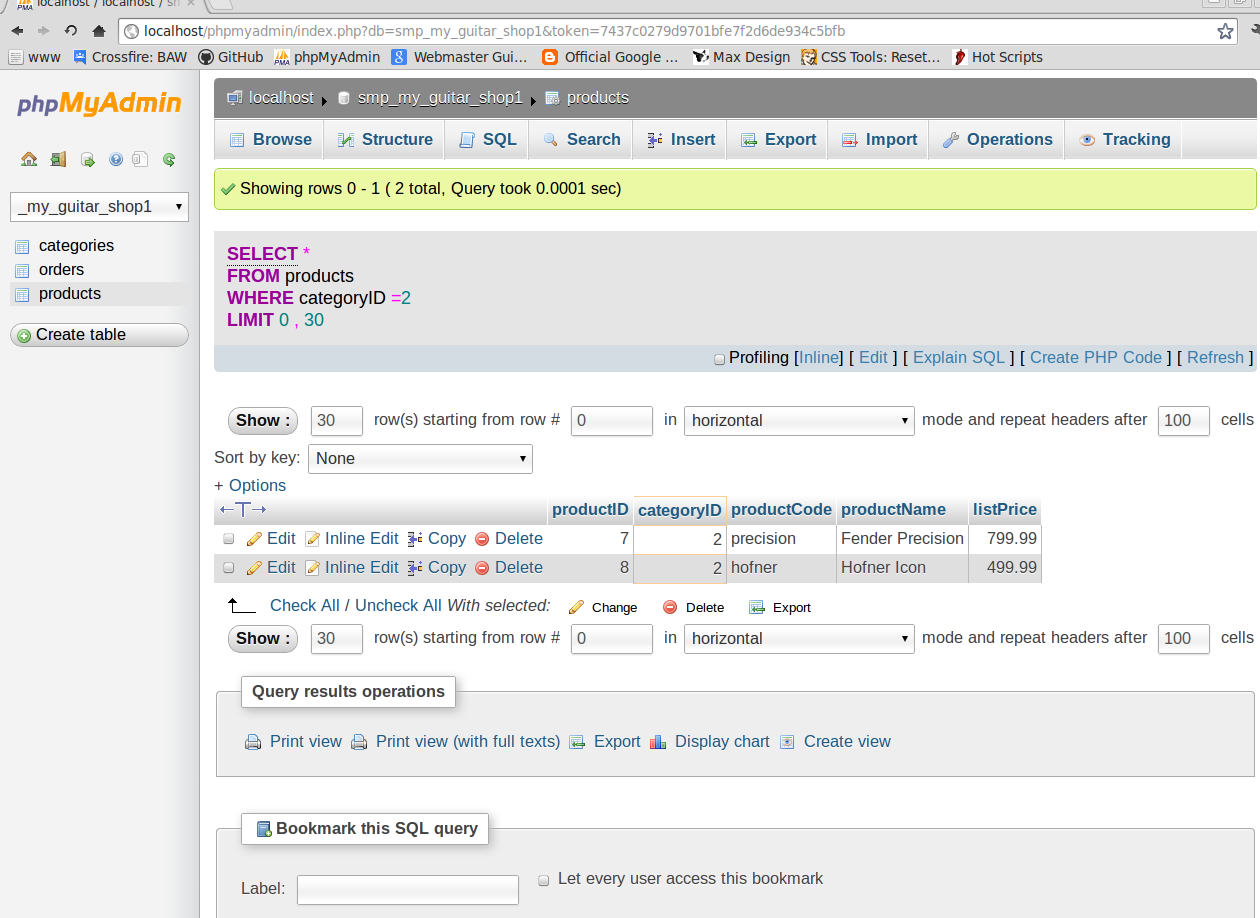 localhost / localhost / sm
localhost/phpmyadmin/index.php?db=smp_my_guitar_shop1&token=7437c0279d9701bfe7f2d6de934c5bfb
www Crossfire: BAW GitHub phpMyAdmin Webmaster Gui... Official Google ... Max Design CSS Tools: Reset... Hot Scripts
phpMyAdmin
_my_guitar_shop1
categories
orders
products
Create table
localhost smp_my_guitar_shop1 products
Browse Structure SQL Search Insert Export Import Operations Tracking
Showing rows 0 - 1 ( 2 total, Query took 0.0001 sec)
SELECT *
FROM products
WHERE categoryID =2
LIMIT 0 , 30
Profiling [Inline] [ Edit ] [ Explain SQL ] [ Create PHP Code ] [ Refresh ]
Show : 30 row(s) starting from row # 0 in horizontal mode and repeat headers after 100 cells
Sort by key: None
+ Options
←T→ productID categoryID productCode productName listPrice
Edit Inline Edit Copy Delete 7 2 precision Fender Precision 799.99
Edit Inline Edit Copy Delete 8 2 hofner Hofner Icon 499.99
Check All / Uncheck All With selected: Change Delete Export
Show : 30 row(s) starting from row # 0 in horizontal mode and repeat headers after 100 cells
Query results operations
Print view Print view (with full texts) Export Display chart Create view
Bookmark this SQL query
Label: Let every user access this bookmark